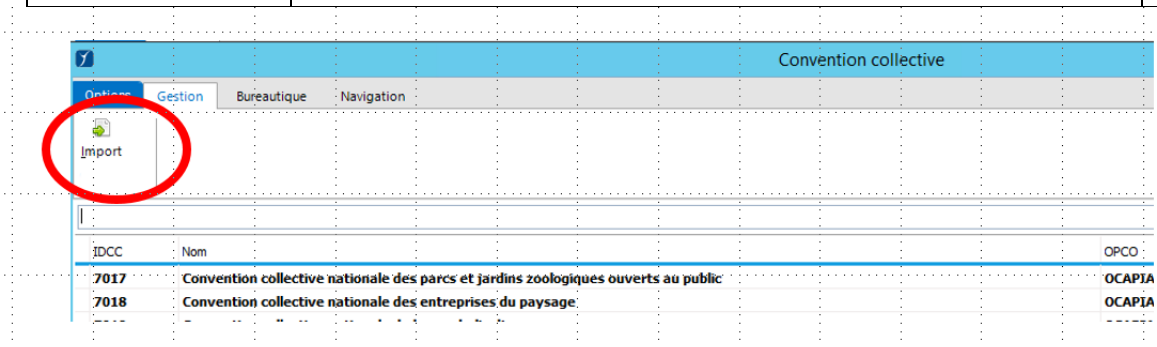 Convention collective
Options Gestion Bureautique Navigation
Import
IDCC Nom OPCO
7017 Convention collective nationale des parcs et jardins zoologiques ouverts au public OCAPIA
7018 Convention collective nationale des entreprises du paysage OCAPIA